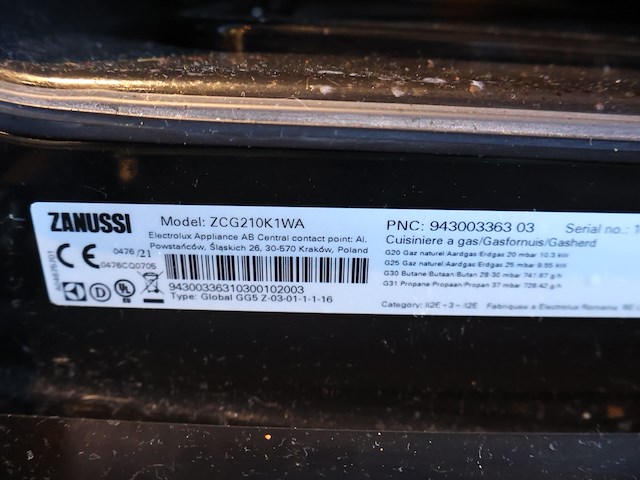 ZANUSSI
Model: ZCG210K1WA
Electrolux Appliance AB Central contact point: Al.
Powstańców, Śląskich 26, 30-570 Kraków, Poland
CE
0476 /21
0476CQ0705
94300336310300102003
Type: Global GG5 Z-03-01-1-1-16
PNC: 943003363 03
Serial no.:
Cuisiniere a gas/Gasfornuis/Gasherd
G20 Gaz naturel/Aardgas/Erdgas 20 mbar 10.3 kW
G25 Gaz naturel/Aardgas/Erdgas 25 mbar 9.55 kW
G30 Butane/Butaan/Butan 28-30 mbar 741.87 g/h
G31 Propane/Propaan/Propan 37 mbar 728.42 g/h
Category: II2E - 3 - I2E
Fabriquee a Electrolux Romania